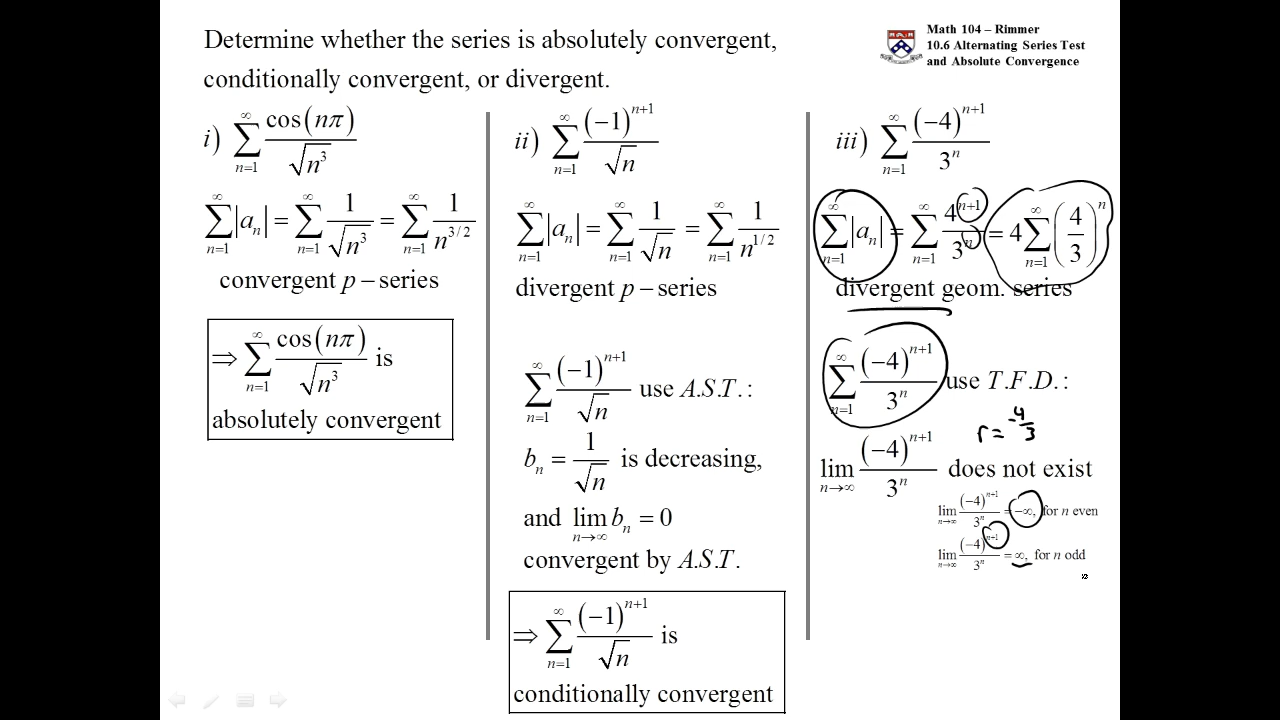 Determine whether the series is absolutely convergent,
conditionally convergent, or divergent.
Math 104 – Rimmer
10.6 Alternating Series Test
and Absolute Convergence
i) ∑_{n=1}^{∞} cos(nπ)/√(n³)
∑_{n=1}^{∞} |a_n| = ∑_{n=1}^{∞} 1/√(n³) = ∑_{n=1}^{∞} 1/n^{3/2}
convergent p – series
⇒ ∑_{n=1}^{∞} cos(nπ)/√(n³) is
absolutely convergent
ii) ∑_{n=1}^{∞} (−1)^{n+1}/√n
∑_{n=1}^{∞} |a_n| = ∑_{n=1}^{∞} 1/√n = ∑_{n=1}^{∞} 1/n^{1/2}
divergent p – series
∑_{n=1}^{∞} (−1)^{n+1}/√n use A.S.T.:
b_n = 1/√n is decreasing,
and lim_{n→∞} b_n = 0
convergent by A.S.T.
⇒ ∑_{n=1}^{∞} (−1)^{n+1}/√n is
conditionally convergent
iii) ∑_{n=1}^{∞} (−4)^{n+1}/3^n
∑_{n=1}^{∞} |a_n| = ∑_{n=1}^{∞} 4^{n+1}/3^n = 4∑_{n=1}^{∞} (4/3)^n
divergent geom. series
∑_{n=1}^{∞} (−4)^{n+1}/3^n use T.F.D.:
r = −4/3
lim_{n→∞} (−4)^{n+1}/3^n does not exist
lim_{n→∞} (−4)^{n+1}/3^n = −∞, for n even
lim_{n→∞} (−4)^{n+1}/3^n = ∞, for n odd